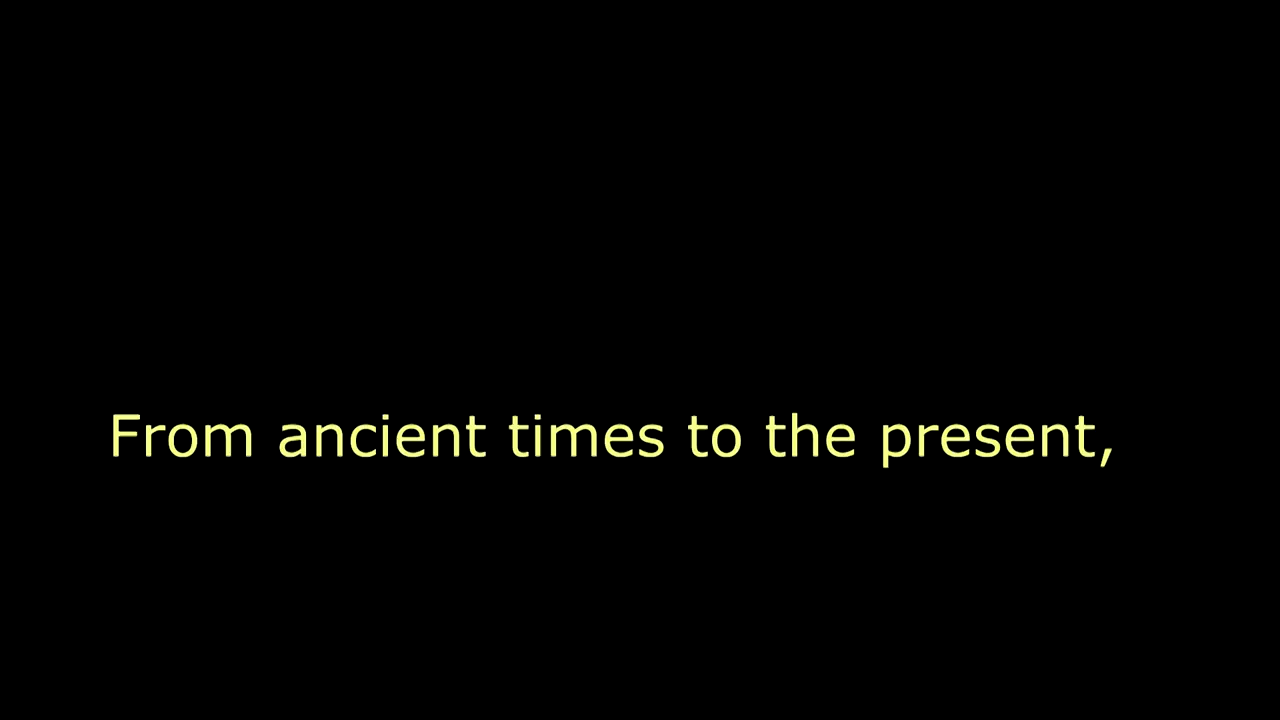 From ancient times to the present,